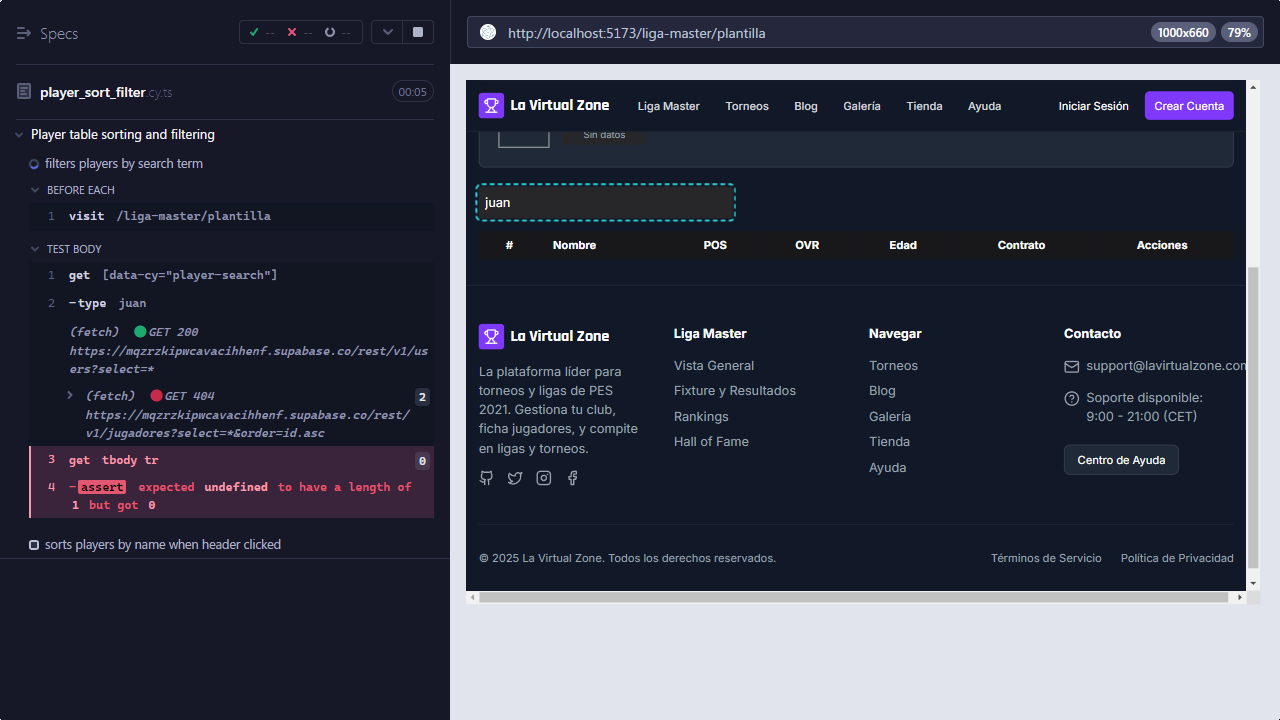 Specs
-- -- --
player_sort_filter.cy.ts
00:05
Player table sorting and filtering
filters players by search term
BEFORE EACH
1 visit /liga-master/plantilla
TEST BODY
1 get [data-cy="player-search"]
2 -type juan
(fetch) GET 200
https://mqzrzkipwcavacihhenf.supabase.co/rest/v1/us
ers?select=*
(fetch) GET 404 2
https://mqzrzkipwcavacihhenf.supabase.co/rest/
v1/jugadores?select=*&order=id.asc
3 get tbody tr 0
4 -assert expected undefined to have a length of
1 but got 0
sorts players by name when header clicked
http://localhost:5173/liga-master/plantilla
1000x660 79%
La Virtual Zone Liga Master Torneos Blog Galería Tienda Ayuda Iniciar Sesión Crear Cuenta
Sin datos
juan
# Nombre POS OVR Edad Contrato Acciones
La Virtual Zone
La plataforma líder para
torneos y ligas de PES
2021. Gestiona tu club,
ficha jugadores, y compite
en ligas y torneos.
Liga Master
Vista General
Fixture y Resultados
Rankings
Hall of Fame
Navegar
Torneos
Blog
Galería
Tienda
Ayuda
Contacto
support@lavirtualzone.com
Soporte disponible:
9:00 - 21:00 (CET)
Centro de Ayuda
© 2025 La Virtual Zone. Todos los derechos reservados.
Términos de Servicio Política de Privacidad